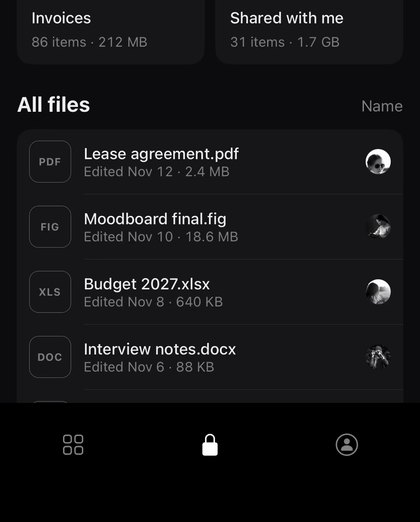 Invoices
86 items · 212 MB
Shared with me
31 items · 1.7 GB
All files
Name
PDF
Lease agreement.pdf
Edited Nov 12 · 2.4 MB
FIG
Moodboard final.fig
Edited Nov 10 · 18.6 MB
XLS
Budget 2027.xlsx
Edited Nov 8 · 640 KB
DOC
Interview notes.docx
Edited Nov 6 · 88 KB